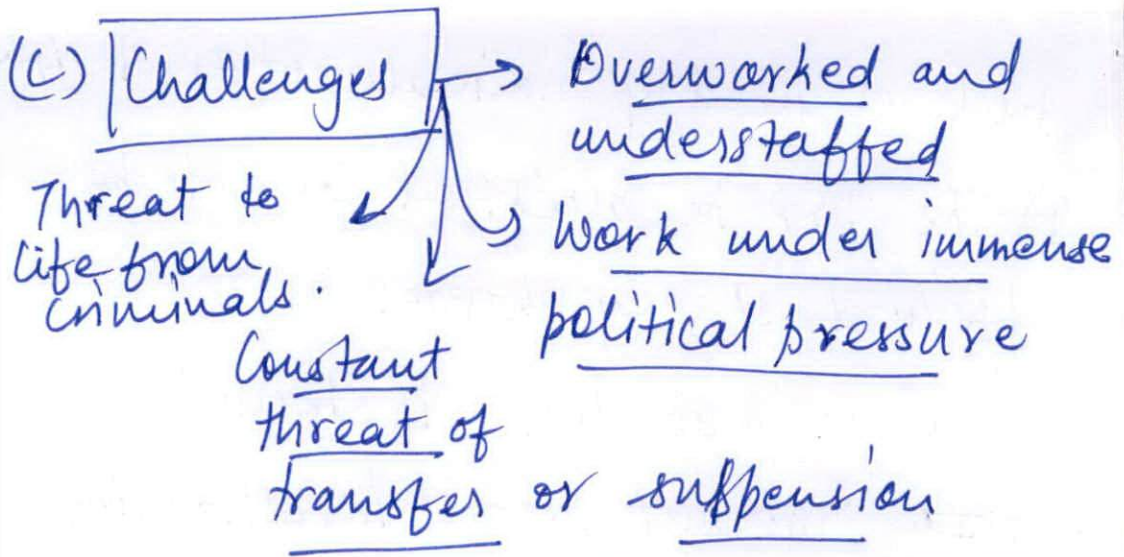 (C) Challenges → Overworked and
understaffed
Work under immense
political pressure
Constant
threat of
transfer or suspension
Threat to
life from
criminals.